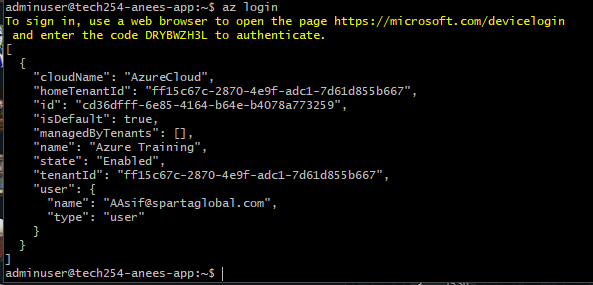 adminuser@tech254-anees-app:~$ az login
To sign in, use a web browser to open the page https://microsoft.com/devicelogin
 and enter the code DRYBWZH3L to authenticate.
[
  {
    "cloudName": "AzureCloud",
    "homeTenantId": "ff15c67c-2870-4e9f-adc1-7d61d855b667",
    "id": "cd36dfff-6e85-4164-b64e-b4078a773259",
    "isDefault": true,
    "managedByTenants": [],
    "name": "Azure Training",
    "state": "Enabled",
    "tenantId": "ff15c67c-2870-4e9f-adc1-7d61d855b667",
    "user": {
      "name": "AAsif@spartaglobal.com",
      "type": "user"
    }
  }
]
adminuser@tech254-anees-app:~$